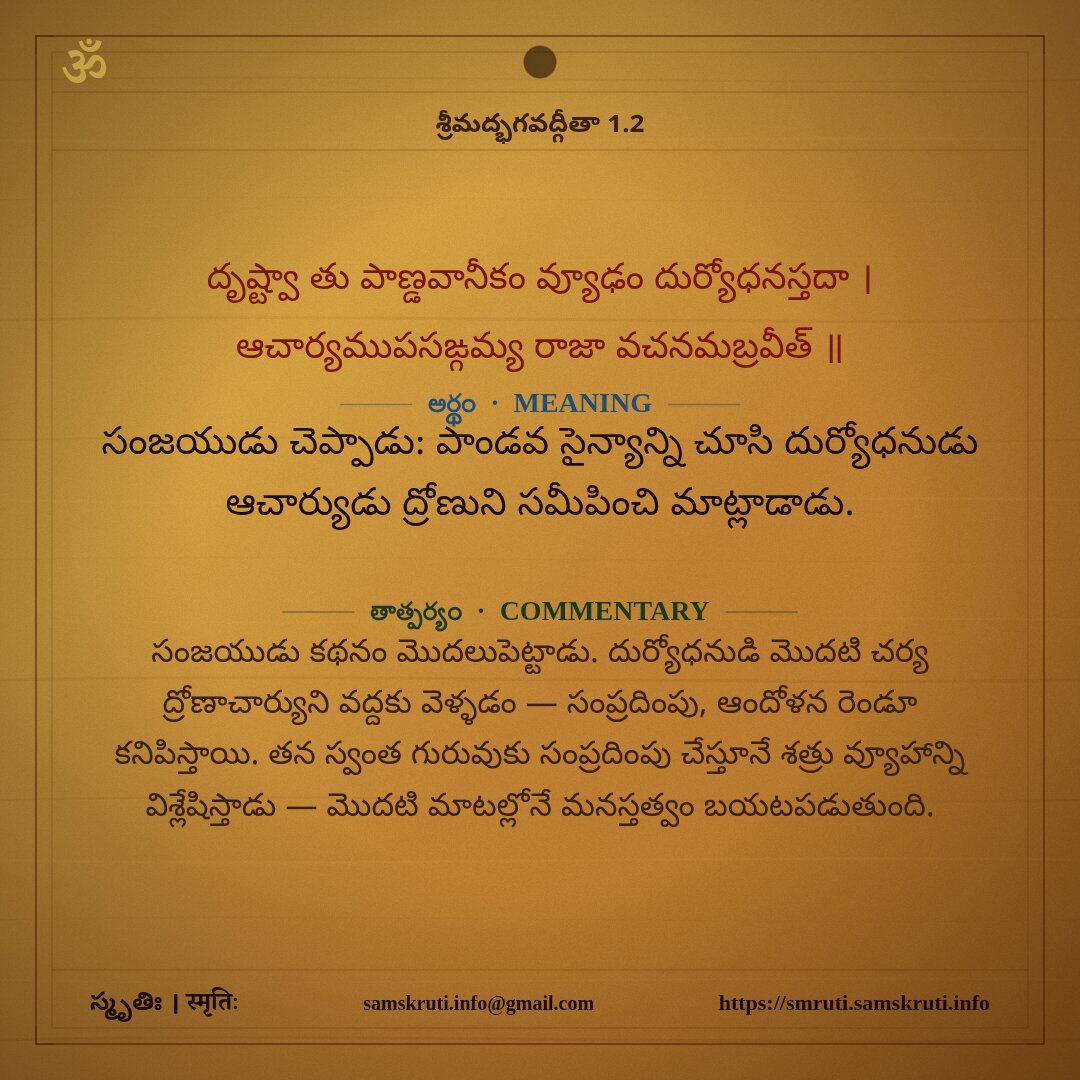 ॐ
శ్రీమద్భగవద్గీతా 1.2
దృష్ట్వా తు పాణ్డవానీకం వ్యూఢం దుర్యోధనస్తదా |
ఆచార్యముపసఙ్గమ్య రాజా వచనమబ్రవీత్ ||
అర్థం · MEANING
సంజయుడు చెప్పాడు: పాండవ సైన్యాన్ని చూసి దుర్యోధనుడు
ఆచార్యుడు ద్రోణుని సమీపించి మాట్లాడాడు.
తాత్పర్యం · COMMENTARY
సంజయుడు కథనం మొదలుపెట్టాడు. దుర్యోధనుడి మొదటి చర్య
ద్రోణాచార్యుని వద్దకు వెళ్ళడం — సంప్రదింపు, ఆందోళన రెండూ
కనిపిస్తాయి. తన స్వంత గురువుకు సంప్రదింపు చేస్తూనే శత్రు వ్యూహాన్ని
విశ్లేషిస్తాడు — మొదటి మాటల్లోనే మనస్తత్వం బయటపడుతుంది.
స్మృతిః | स्मृतिः samskruti.info@gmail.com https://smruti.samskruti.info